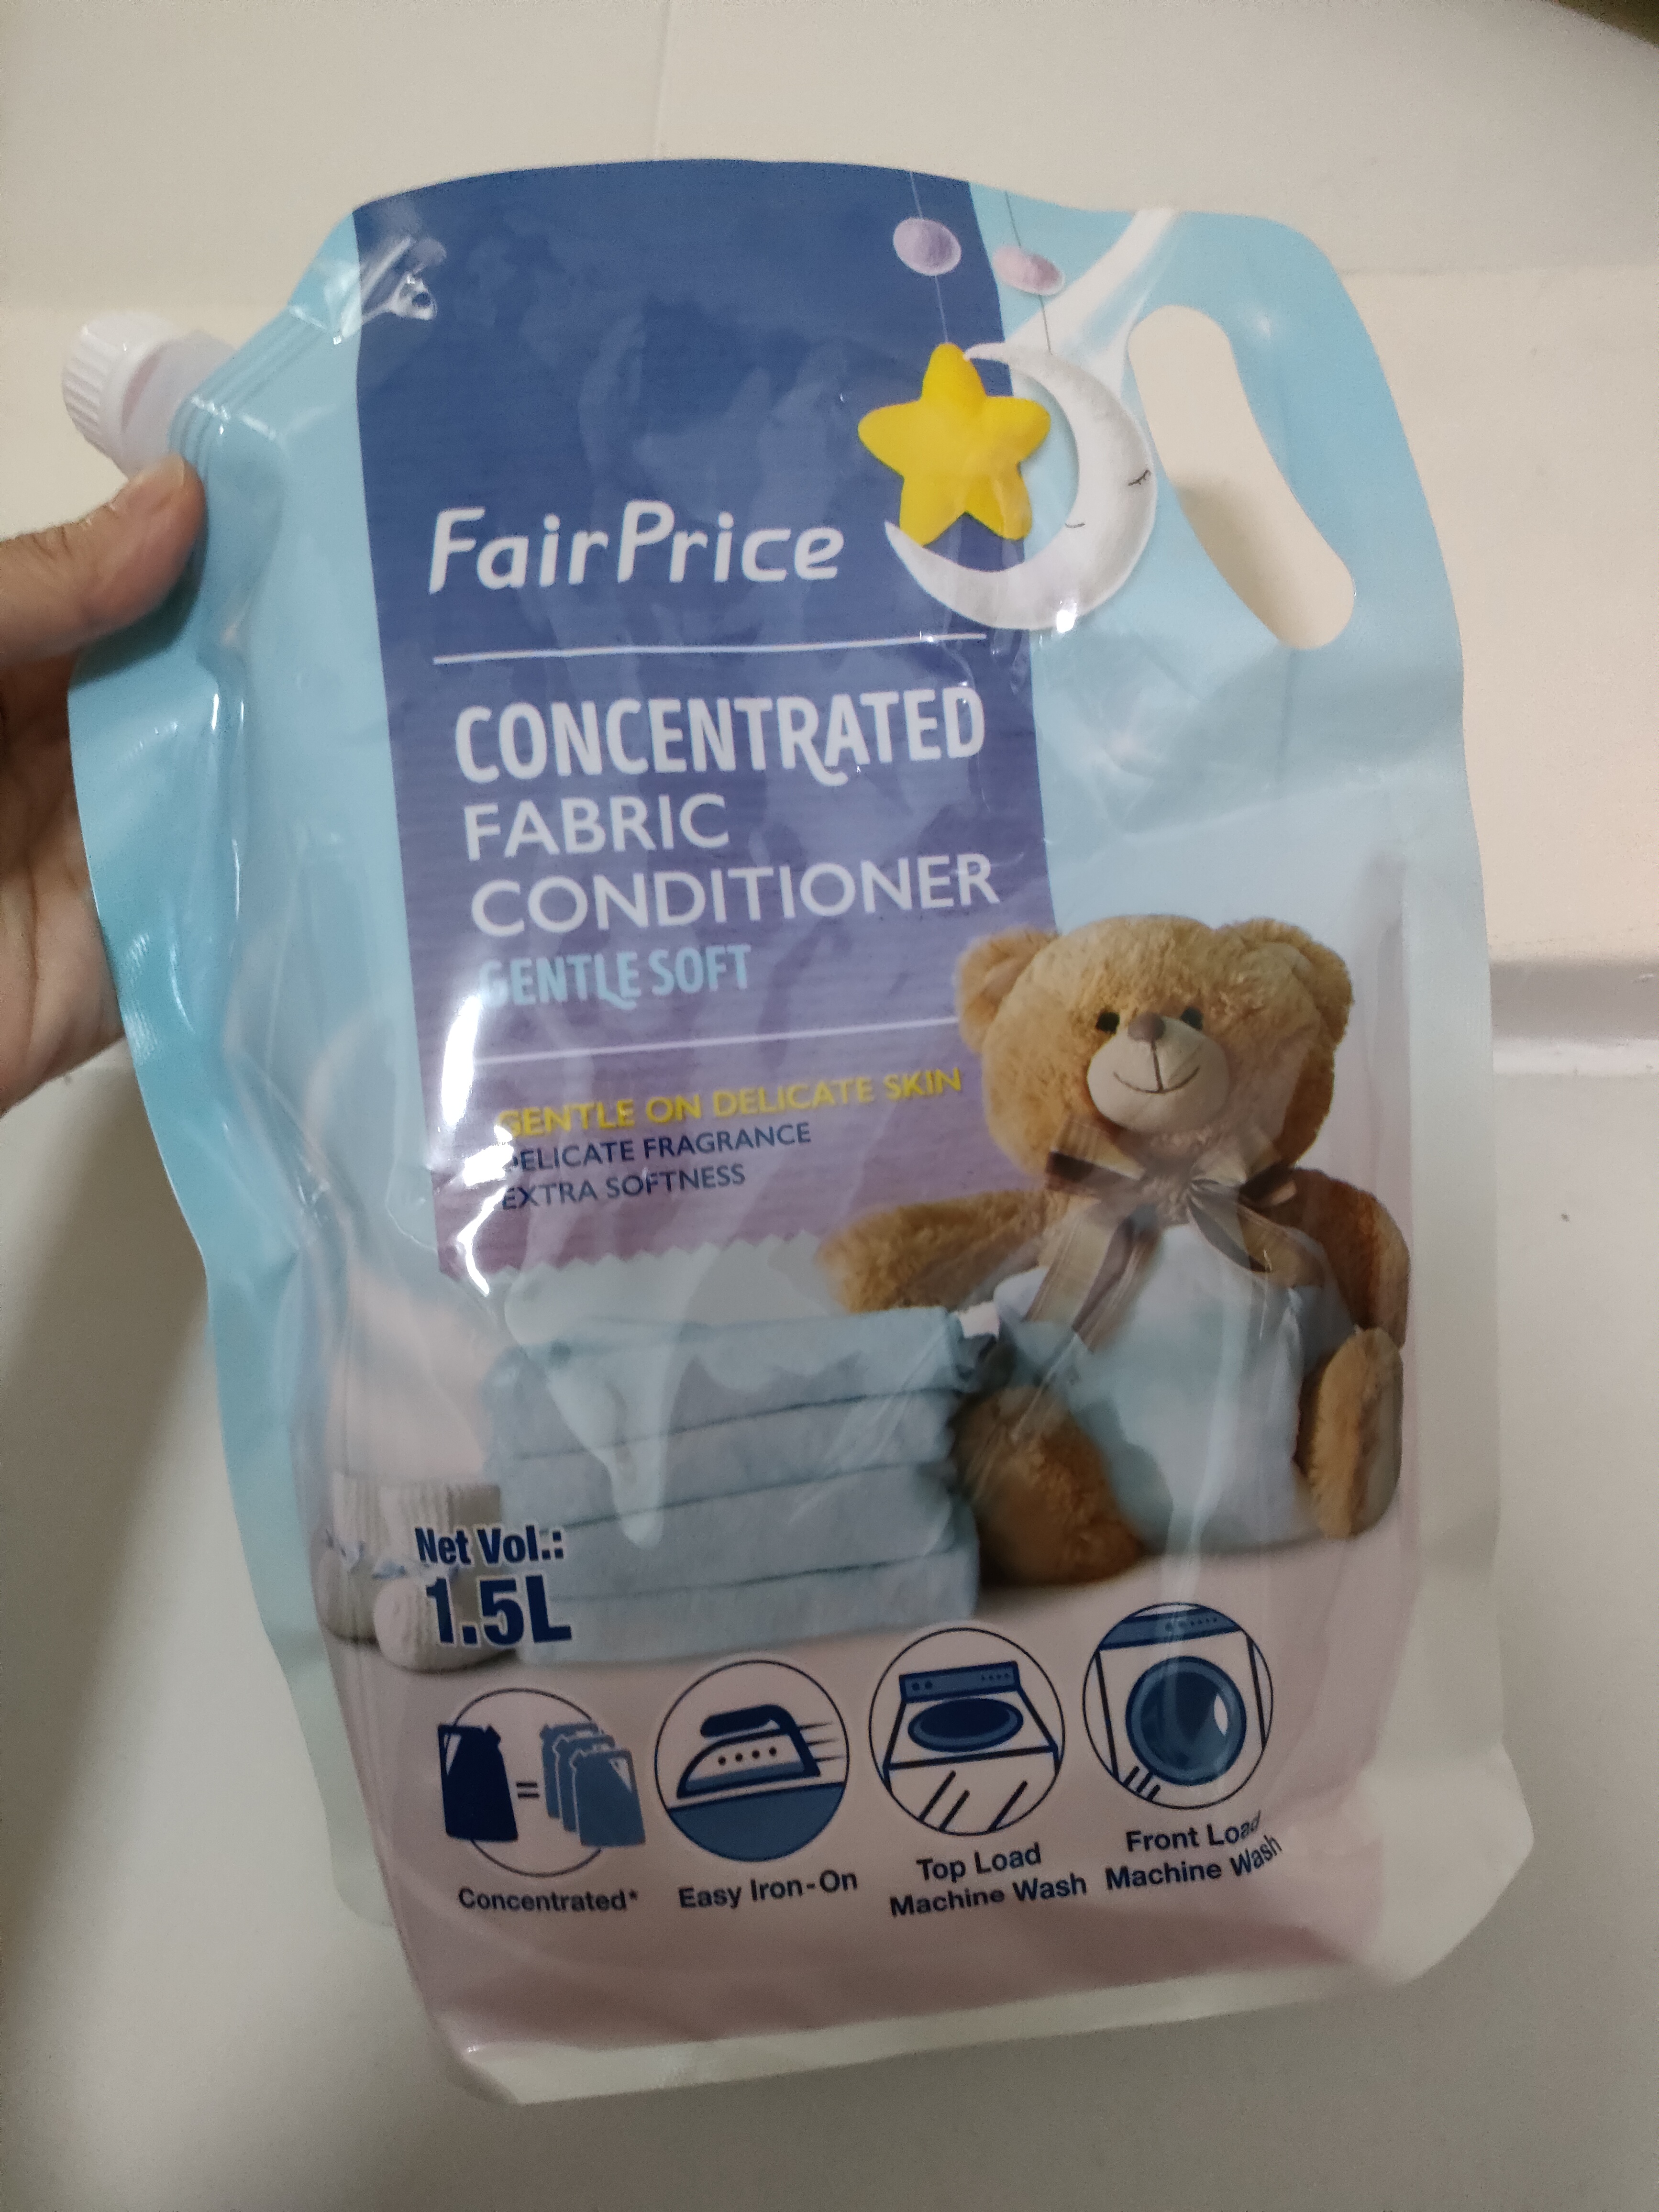 FairPrice
CONCENTRATED
FABRIC
CONDITIONER
GENTLE SOFT
GENTLE ON DELICATE SKIN
DELICATE FRAGRANCE
EXTRA SOFTNESS
Net Vol.:
1.5L
=
Concentrated*
Easy Iron-On
Top Load
Machine Wash
Front Load
Machine Wash